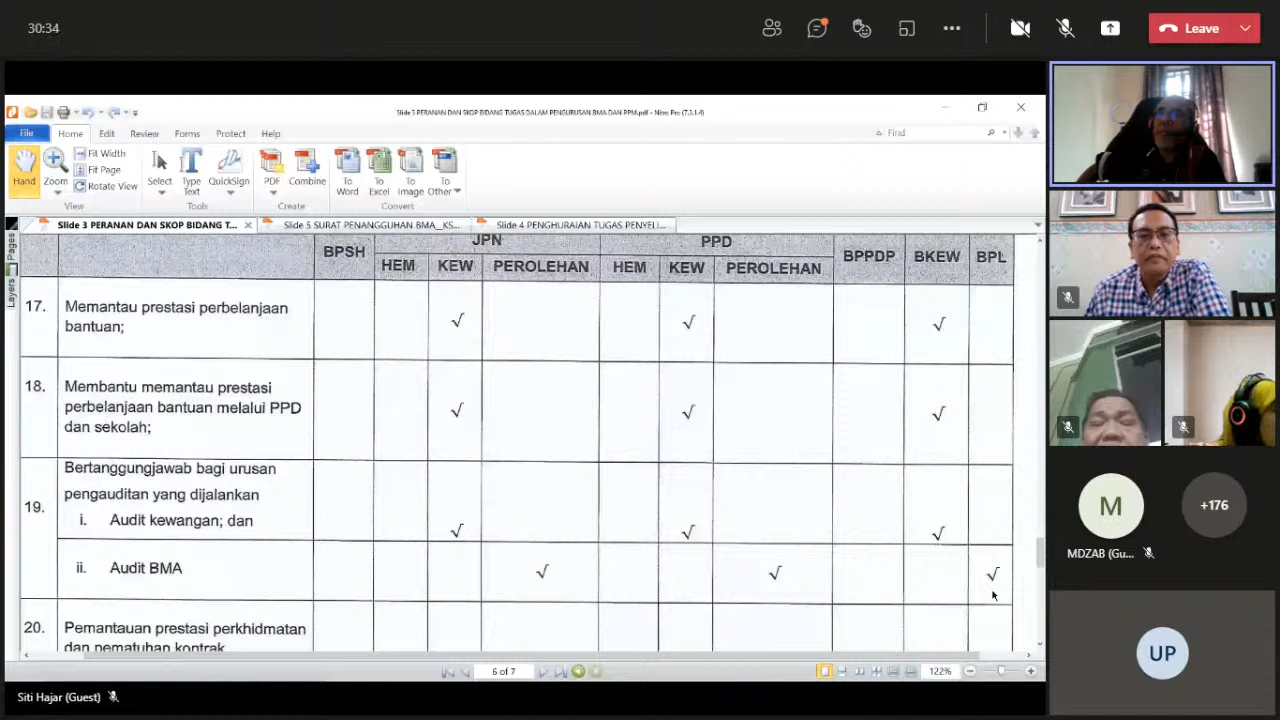 30:34
Leave
Slide 3 PERANAN DAN SKOP BIDANG TUGAS DALAM PENGURUSAN BMA DAN PPM.pdf - Nitro Pro (7.3.1.4)
File Home Edit Review Forms Protect Help
Find
Hand
Zoom
Fit Width
Fit Page
Rotate View
View
Select
Type Text
QuickSign
Tools
PDF
Combine
Create
To Word
To Excel
To Image
To Other
Convert
Slide 3 PERANAN DAN SKOP BIDANG T... Slide 5 SURAT PENANGGUHAN BMA_KS... Slide 4 PENGHURAIAN TUGAS PENYELI...
Pages
Layers
BPSH JPN PPD BPPDP BKEW BPL
HEM KEW PEROLEHAN HEM KEW PEROLEHAN
17. Memantau prestasi perbelanjaan
bantuan; √ √ √
18. Membantu memantau prestasi
perbelanjaan bantuan melalui PPD √ √ √
dan sekolah;
19. Bertanggungjawab bagi urusan
pengauditan yang dijalankan
i. Audit kewangan; dan √ √ √
ii. Audit BMA √ √ √
20. Pemantauan prestasi perkhidmatan
dan pematuhan kontrak
6 of 7
122%
Siti Hajar (Guest)
M
+176
MDZAB (Gu...
UP